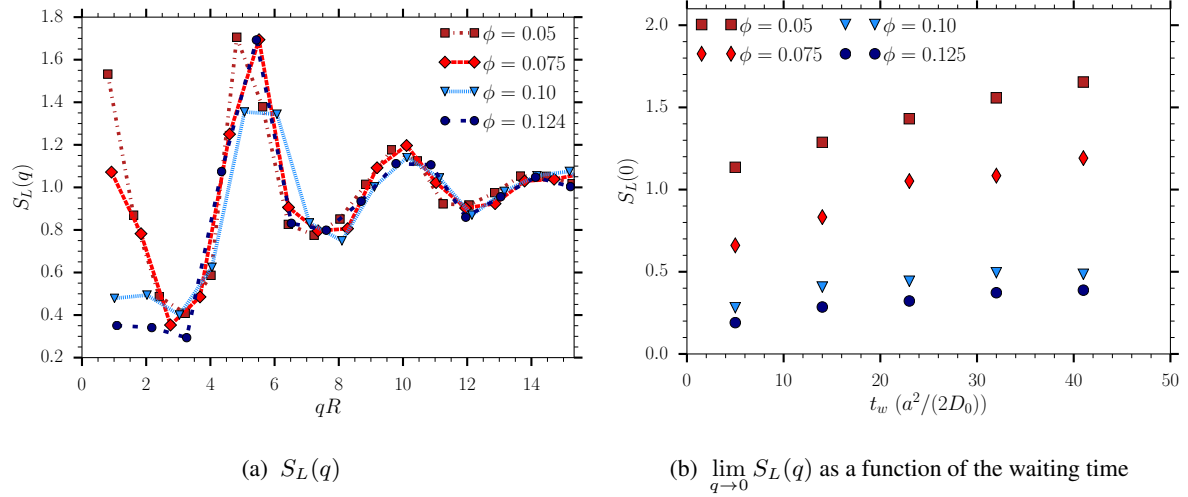 1.8
1.6
1.4
1.2
1.0
0.8
0.6
0.4
0.2
S_L(q)
0 2 4 6 8 10 12 14
qR
ϕ = 0.05
ϕ = 0.075
ϕ = 0.10
ϕ = 0.124
(a) S_L(q)
2.0
1.5
1.0
0.5
0.0
S_L(0)
0 10 20 30 40 50
t_w (a²/(2D₀))
ϕ = 0.05
ϕ = 0.075
ϕ = 0.10
ϕ = 0.125
(b) lim_{q→0} S_L(q) as a function of the waiting time